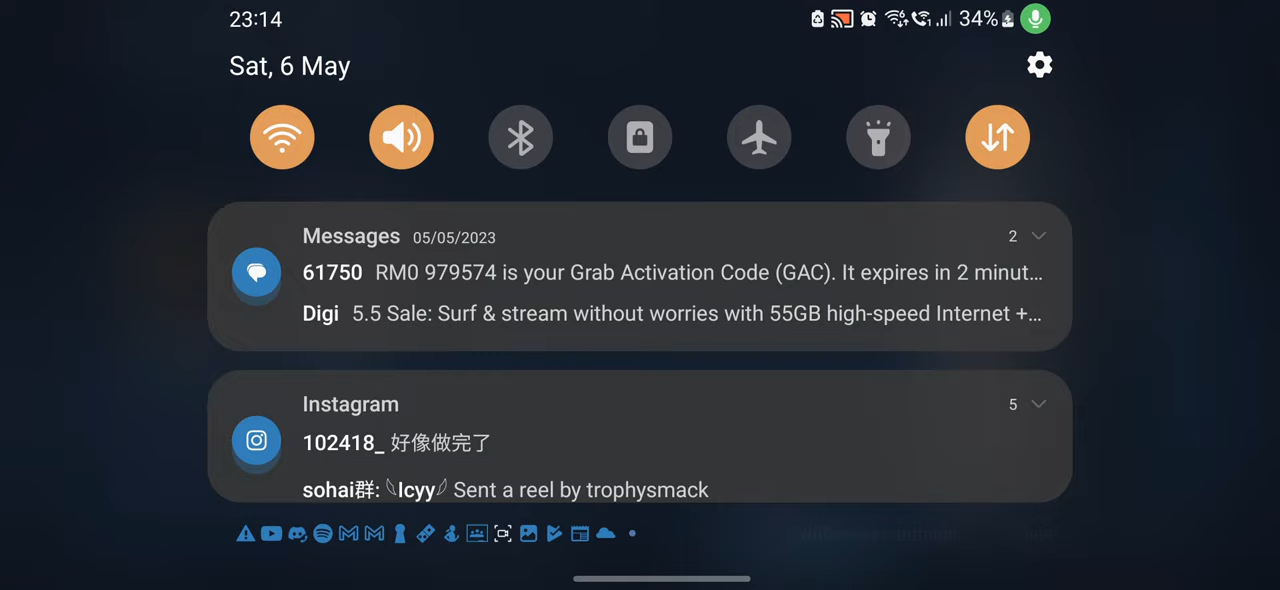 23:14
34%
Sat, 6 May
Messages 05/05/2023
2
61750 RM0 979574 is your Grab Activation Code (GAC). It expires in 2 minut...
Digi 5.5 Sale: Surf & stream without worries with 55GB high-speed Internet +...
Instagram
5
102418_ 好像做完了
sohai群: Icyy Sent a reel by trophysmack